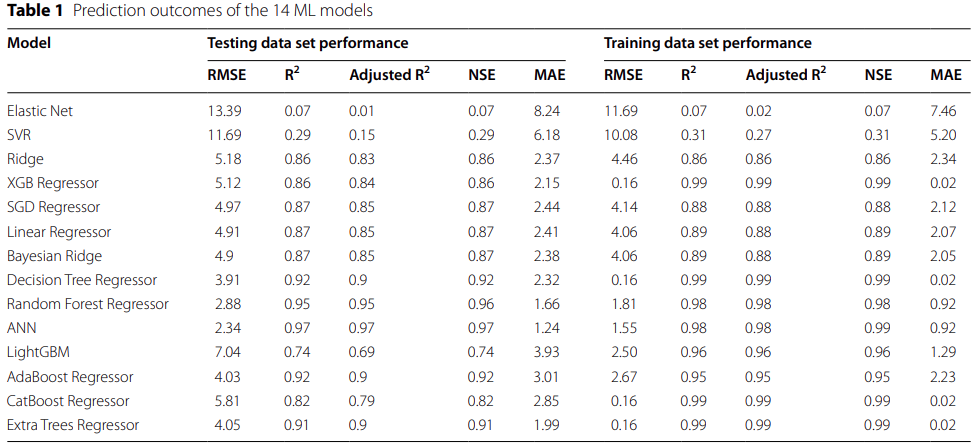 Table 1 Prediction outcomes of the 14 ML models
Model Testing data set performance Training data set performance
RMSE R² Adjusted R² NSE MAE RMSE R² Adjusted R² NSE MAE
Elastic Net 13.39 0.07 0.01 0.07 8.24 11.69 0.07 0.02 0.07 7.46
SVR 11.69 0.29 0.15 0.29 6.18 10.08 0.31 0.27 0.31 5.20
Ridge 5.18 0.86 0.83 0.86 2.37 4.46 0.86 0.86 0.86 2.34
XGB Regressor 5.12 0.86 0.84 0.86 2.15 0.16 0.99 0.99 0.99 0.02
SGD Regressor 4.97 0.87 0.85 0.87 2.44 4.14 0.88 0.88 0.88 2.12
Linear Regressor 4.91 0.87 0.85 0.87 2.41 4.06 0.89 0.88 0.89 2.07
Bayesian Ridge 4.9 0.87 0.85 0.87 2.38 4.06 0.89 0.88 0.89 2.05
Decision Tree Regressor 3.91 0.92 0.9 0.92 2.32 0.16 0.99 0.99 0.99 0.02
Random Forest Regressor 2.88 0.95 0.95 0.96 1.66 1.81 0.98 0.98 0.98 0.92
ANN 2.34 0.97 0.97 0.97 1.24 1.55 0.98 0.98 0.99 0.92
LightGBM 7.04 0.74 0.69 0.74 3.93 2.50 0.96 0.96 0.96 1.29
AdaBoost Regressor 4.03 0.92 0.9 0.92 3.01 2.67 0.95 0.95 0.95 2.23
CatBoost Regressor 5.81 0.82 0.79 0.82 2.85 0.16 0.99 0.99 0.99 0.02
Extra Trees Regressor 4.05 0.91 0.9 0.91 1.99 0.16 0.99 0.99 0.99 0.02